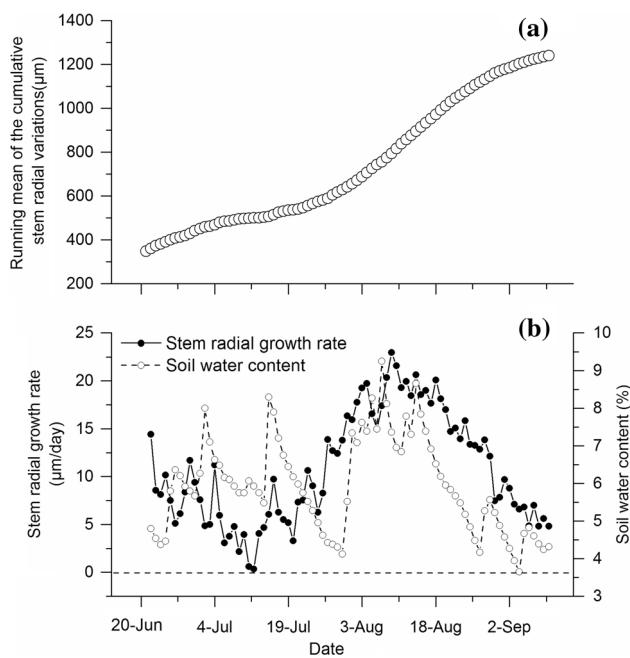 (a)
Running mean of the cumulative
stem radial variations(μm)
1400
1200
1000
800
600
400
200
(b)
Stem radial growth rate
Soil water content
Stem radial growth rate
(μm/day)
25
20
15
10
5
0
Soil water content (%)
10
9
8
7
6
5
4
3
20-Jun 4-Jul 19-Jul 3-Aug 18-Aug 2-Sep
Date